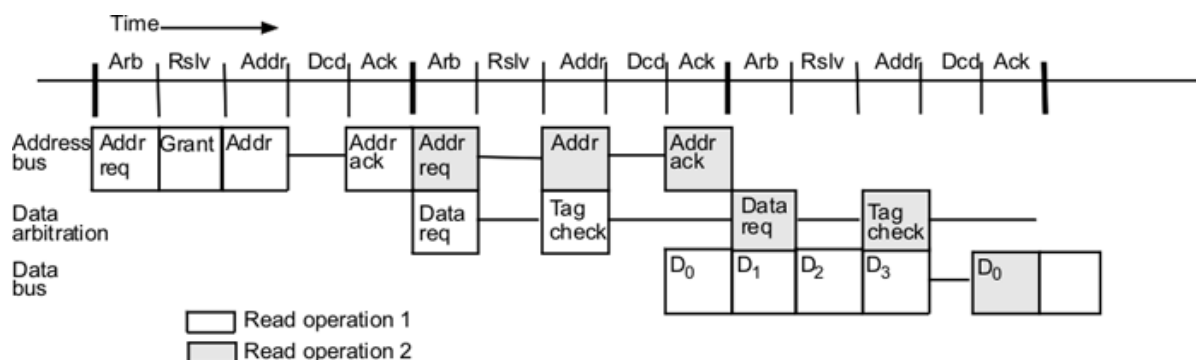 Time
Arb Rslv Addr Dcd Ack Arb Rslv Addr Dcd Ack Arb Rslv Addr Dcd Ack
Address
bus
Addr
req
Grant
Addr
Addr
ack
Addr
req
Addr
Addr
ack
Data
arbitration
Data
req
Tag
check
Data
req
Tag
check
Data
bus
D0
D1
D2
D3
D0
Read operation 1
Read operation 2